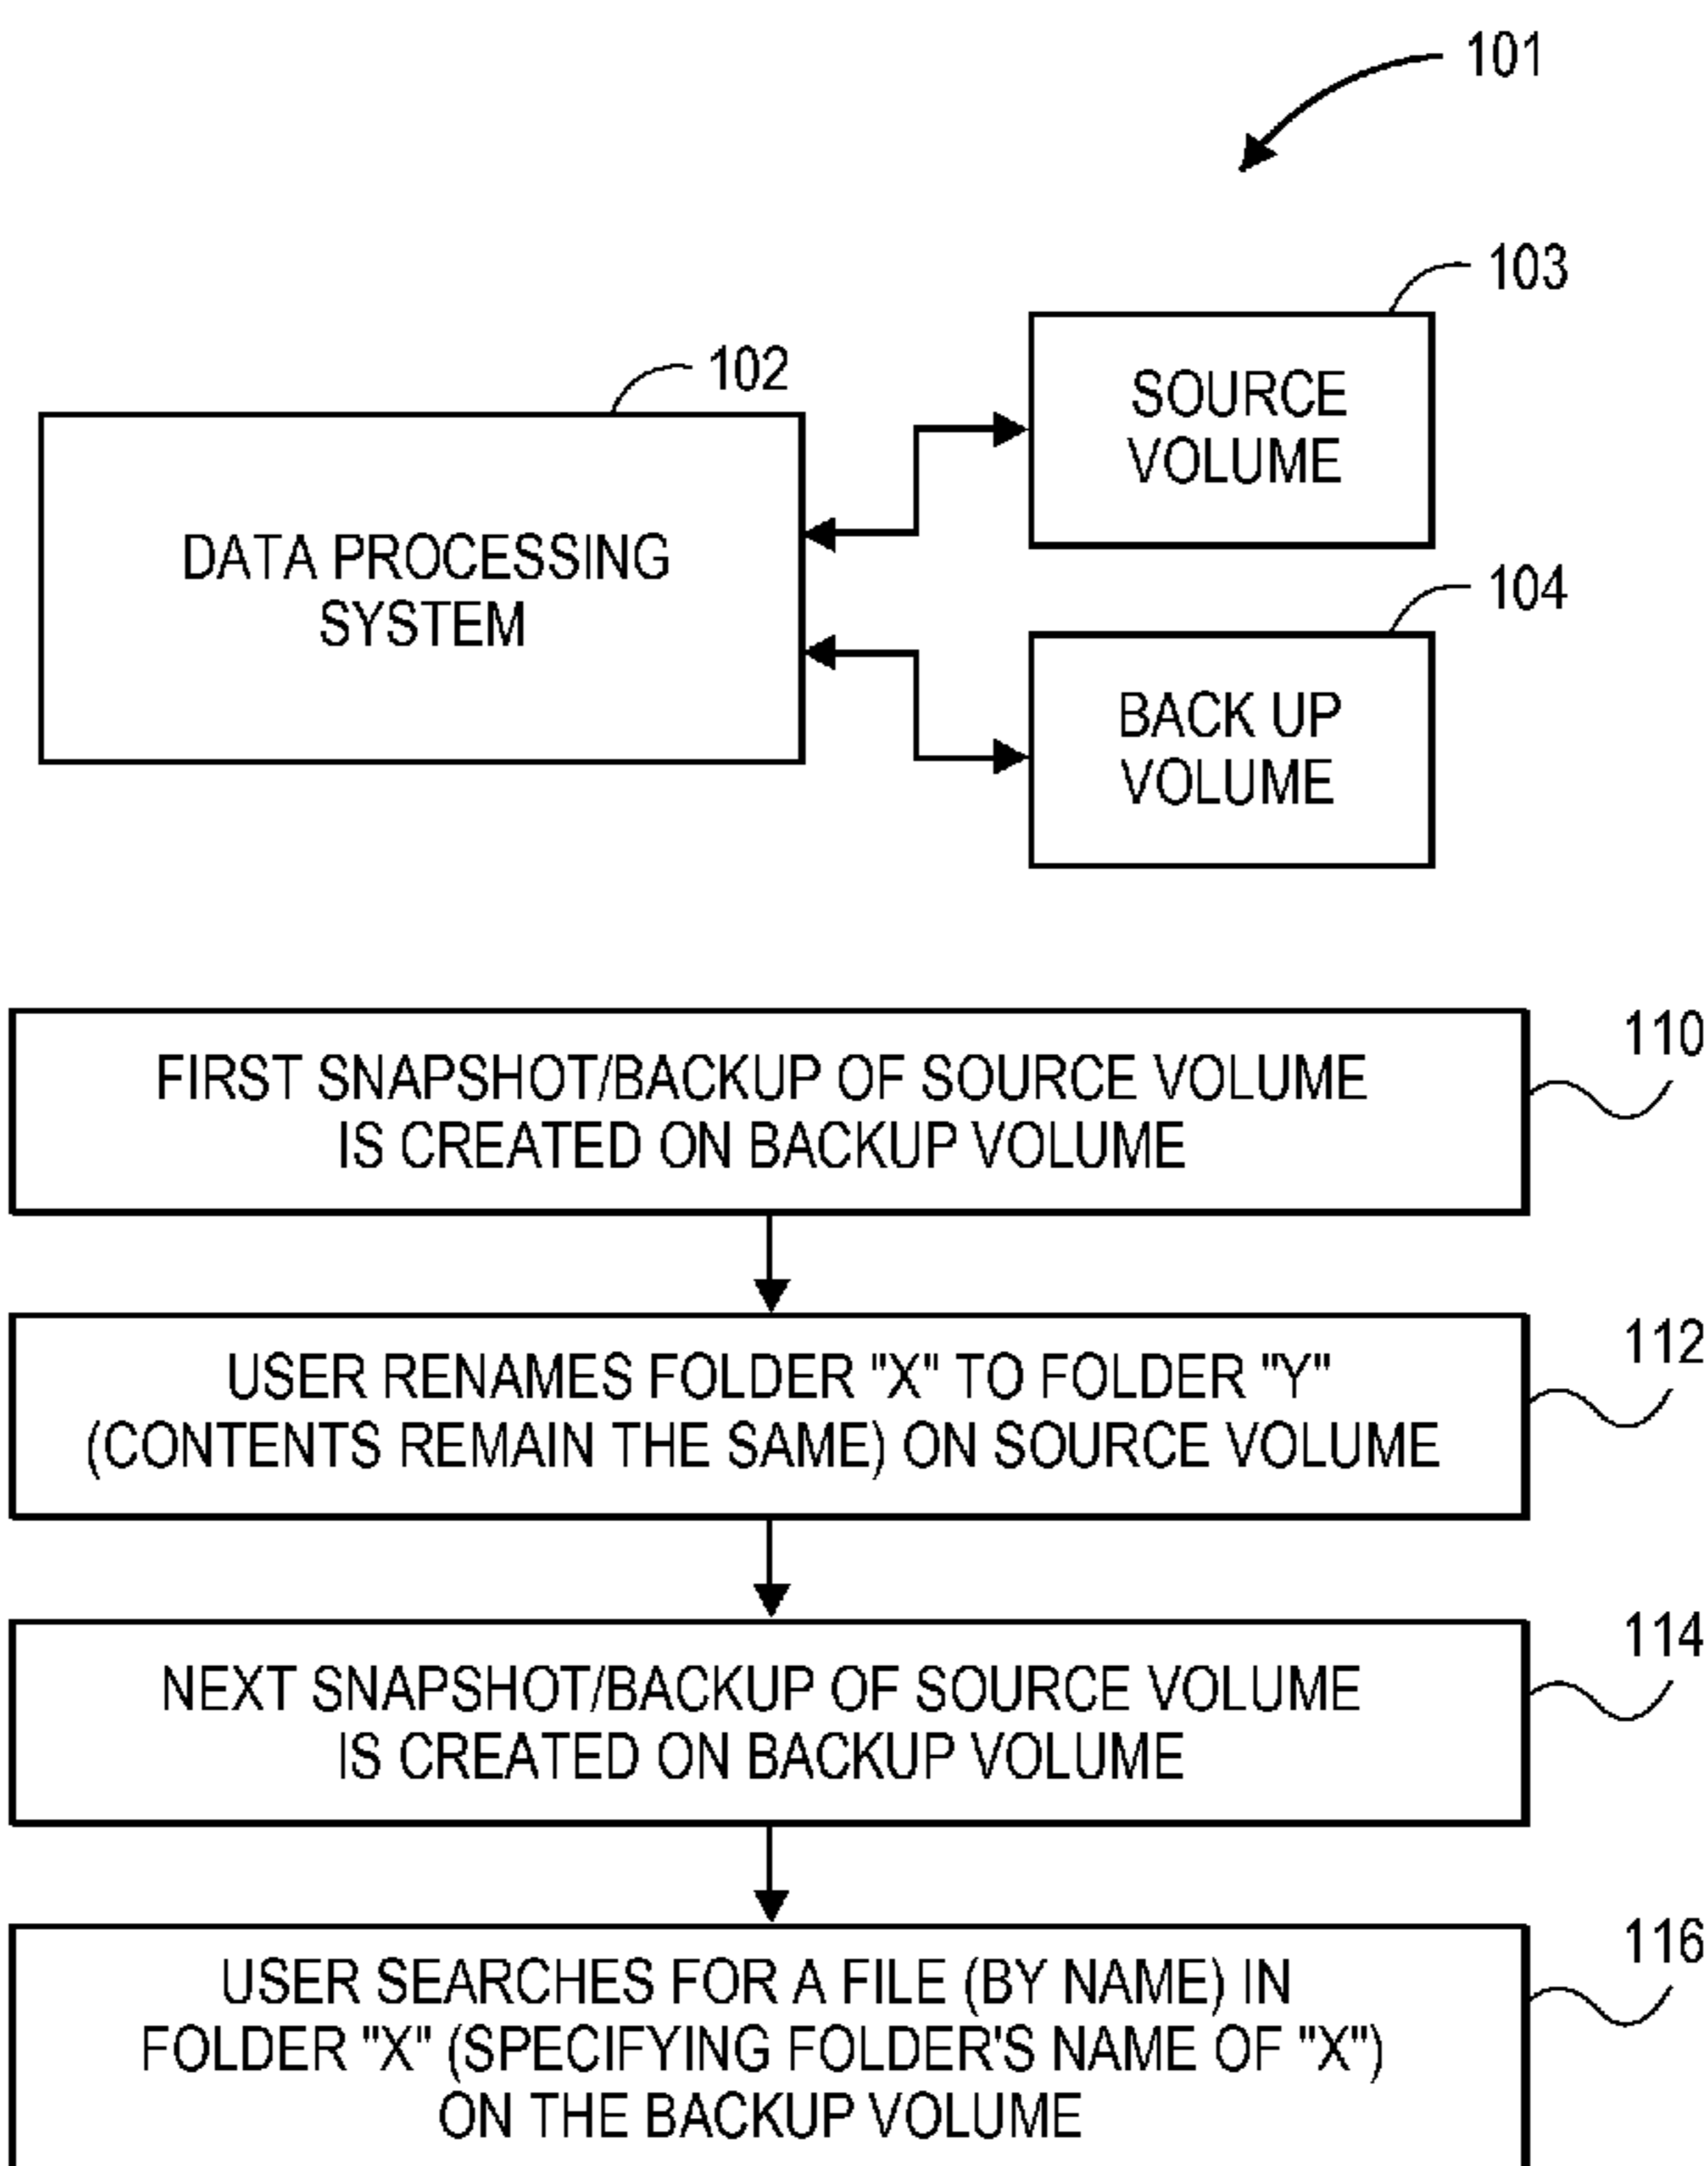 101
103
102
SOURCE
VOLUME
DATA PROCESSING
SYSTEM
104
BACK UP
VOLUME
110
FIRST SNAPSHOT/BACKUP OF SOURCE VOLUME
IS CREATED ON BACKUP VOLUME
112
USER RENAMES FOLDER "X" TO FOLDER "Y"
(CONTENTS REMAIN THE SAME) ON SOURCE VOLUME
114
NEXT SNAPSHOT/BACKUP OF SOURCE VOLUME
IS CREATED ON BACKUP VOLUME
116
USER SEARCHES FOR A FILE (BY NAME) IN
FOLDER "X" (SPECIFYING FOLDER'S NAME OF "X")
ON THE BACKUP VOLUME